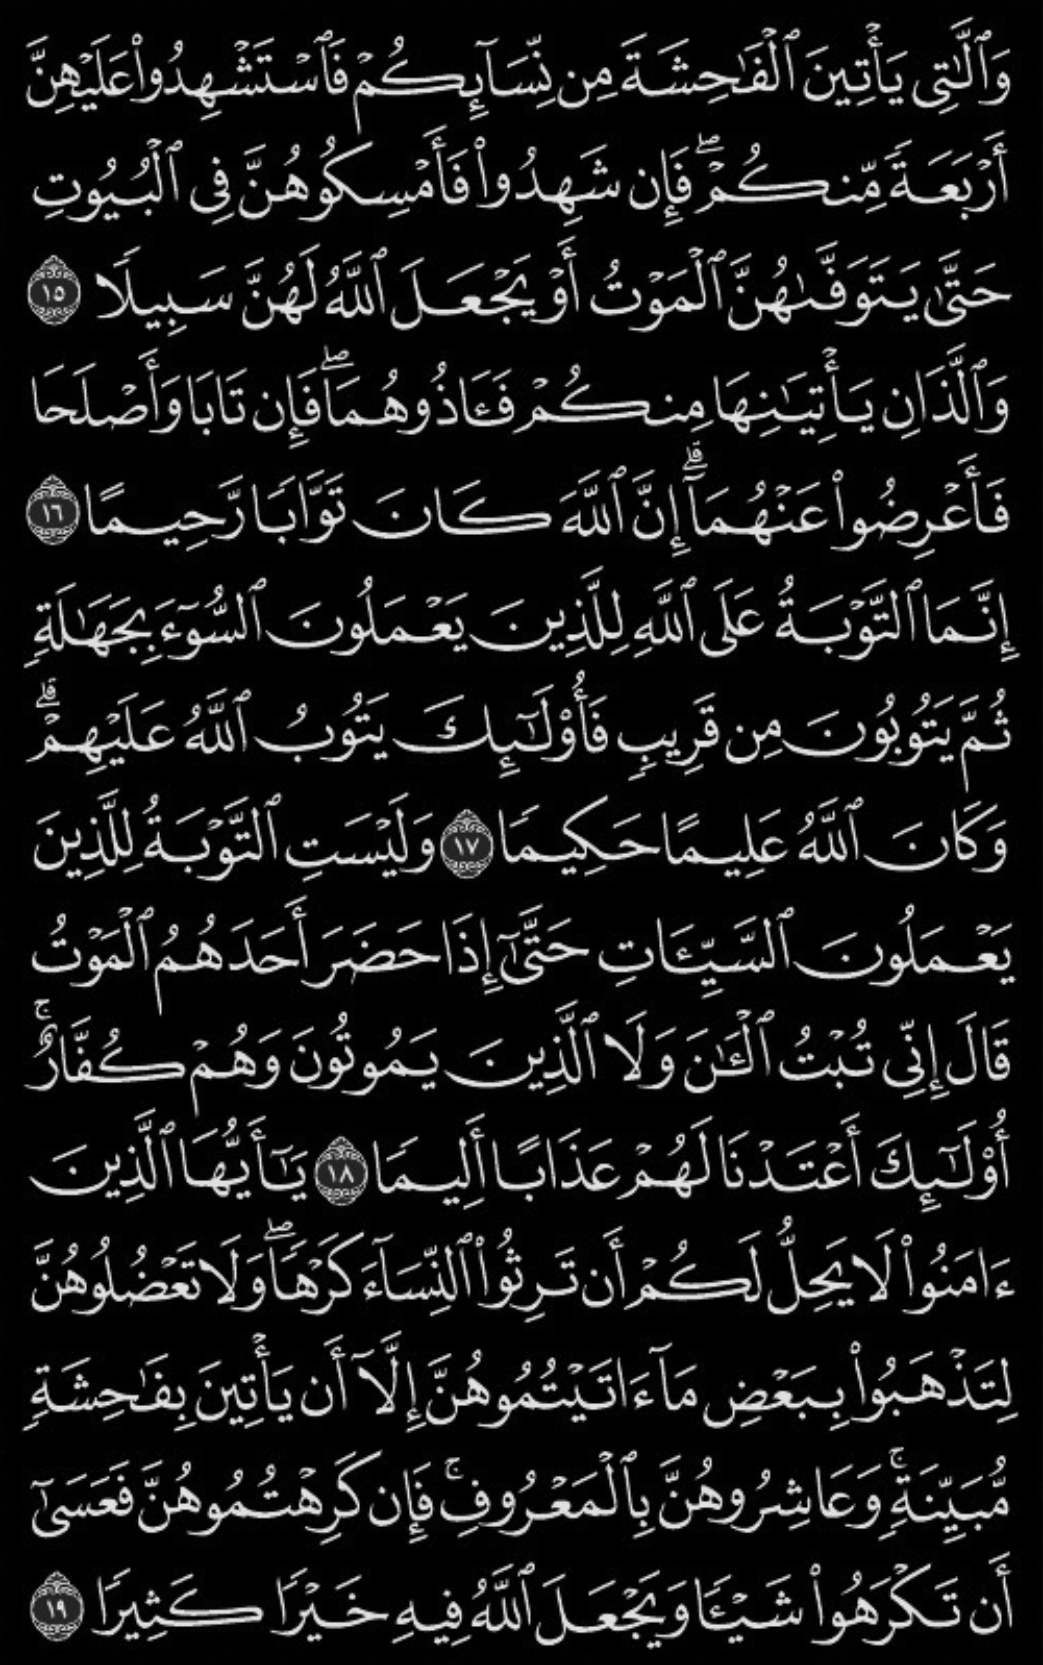 وَٱلَّٰتِى يَأْتِينَ ٱلْفَٰحِشَةَ مِن نِّسَآئِكُمْ فَٱسْتَشْهِدُوا۟ عَلَيْهِنَّ
أَرْبَعَةً مِّنكُمْ ۖ فَإِن شَهِدُوا۟ فَأَمْسِكُوهُنَّ فِى ٱلْبُيُوتِ
حَتَّىٰ يَتَوَفَّىٰهُنَّ ٱلْمَوْتُ أَوْ يَجْعَلَ ٱللَّهُ لَهُنَّ سَبِيلًا ١٥
وَٱلَّذَانِ يَأْتِيَٰنِهَا مِنكُمْ فَـَٔاذُوهُمَا ۖ فَإِن تَابَا وَأَصْلَحَا
فَأَعْرِضُوا۟ عَنْهُمَآ ۗ إِنَّ ٱللَّهَ كَانَ تَوَّابًا رَّحِيمًا ١٦
إِنَّمَا ٱلتَّوْبَةُ عَلَى ٱللَّهِ لِلَّذِينَ يَعْمَلُونَ ٱلسُّوٓءَ بِجَهَٰلَةٍ
ثُمَّ يَتُوبُونَ مِن قَرِيبٍ فَأُو۟لَٰٓئِكَ يَتُوبُ ٱللَّهُ عَلَيْهِمْ ۗ
وَكَانَ ٱللَّهُ عَلِيمًا حَكِيمًا ١٧ وَلَيْسَتِ ٱلتَّوْبَةُ لِلَّذِينَ
يَعْمَلُونَ ٱلسَّيِّـَٔاتِ حَتَّىٰٓ إِذَا حَضَرَ أَحَدَهُمُ ٱلْمَوْتُ
قَالَ إِنِّى تُبْتُ ٱلْـَٰٔنَ وَلَا ٱلَّذِينَ يَمُوتُونَ وَهُمْ كُفَّارٌ ۚ
أُو۟لَٰٓئِكَ أَعْتَدْنَا لَهُمْ عَذَابًا أَلِيمًا ١٨ يَٰٓأَيُّهَا ٱلَّذِينَ
ءَامَنُوا۟ لَا يَحِلُّ لَكُمْ أَن تَرِثُوا۟ ٱلنِّسَآءَ كَرْهًا ۖ وَلَا تَعْضُلُوهُنَّ
لِتَذْهَبُوا۟ بِبَعْضِ مَآ ءَاتَيْتُمُوهُنَّ إِلَّآ أَن يَأْتِينَ بِفَٰحِشَةٍ
مُّبَيِّنَةٍ ۚ وَعَاشِرُوهُنَّ بِٱلْمَعْرُوفِ ۚ فَإِن كَرِهْتُمُوهُنَّ فَعَسَىٰٓ
أَن تَكْرَهُوا۟ شَيْـًٔا وَيَجْعَلَ ٱللَّهُ فِيهِ خَيْرًا كَثِيرًا ١٩